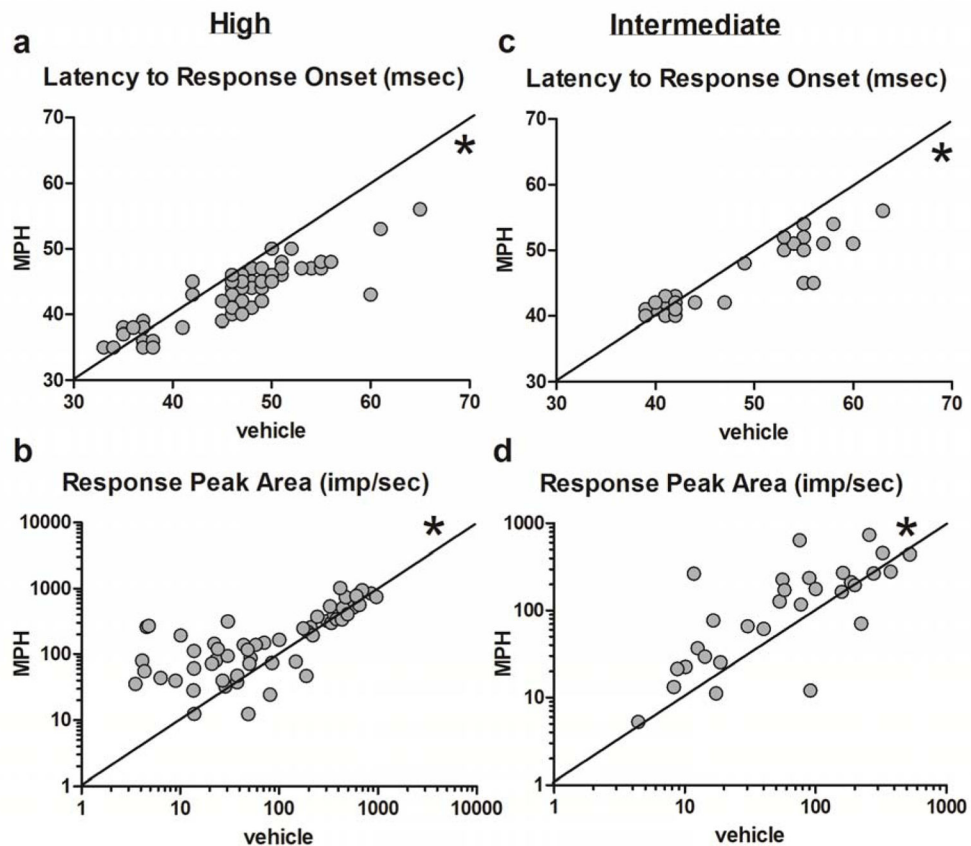 High
a
Latency to Response Onset (msec)
70
60
50
40
30
MPH
*
30 40 50 60 70
vehicle
b
Response Peak Area (imp/sec)
10000
1000
100
10
1
MPH
*
1 10 100 1000 10000
vehicle
Intermediate
c
Latency to Response Onset (msec)
70
60
50
40
30
MPH
*
30 40 50 60 70
vehicle
d
Response Peak Area (imp/sec)
1000
100
10
1
MPH
*
1 10 100 1000
vehicle